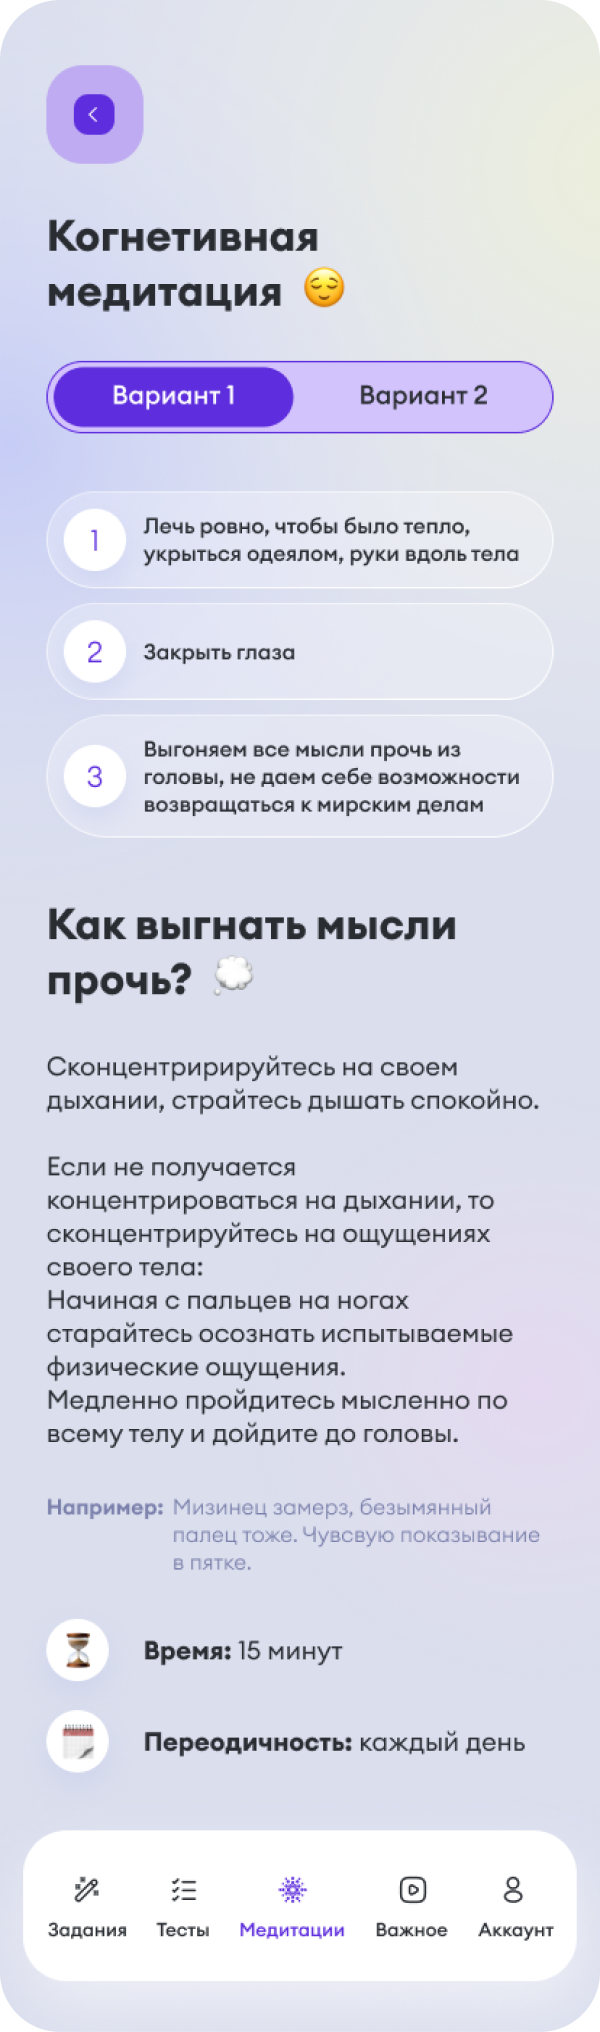 Когнетивная
медитация 😌
Вариант 1 Вариант 2
1 Лечь ровно, чтобы было тепло,
укрыться одеялом, руки вдоль тела
2 Закрыть глаза
3 Выгоняем все мысли прочь из
головы, не даем себе возможности
возвращаться к мирским делам
Как выгнать мысли
прочь? 💭
Сконцентририруйтесь на своем
дыхании, страйтесь дышать спокойно.
Если не получается
концентрироваться на дыхании, то
сконцентрируйтесь на ощущениях
своего тела:
Начиная с пальцев на ногах
старайтесь осознать испытываемые
физические ощущения.
Медленно пройдитесь мысленно по
всему телу и дойдите до головы.
Например: Мизинец замерз, безымянный
палец тоже. Чувсвую показывание
в пятке.
Время: 15 минут
Переодичность: каждый день
Задания Тесты Медитации Важное Аккаунт